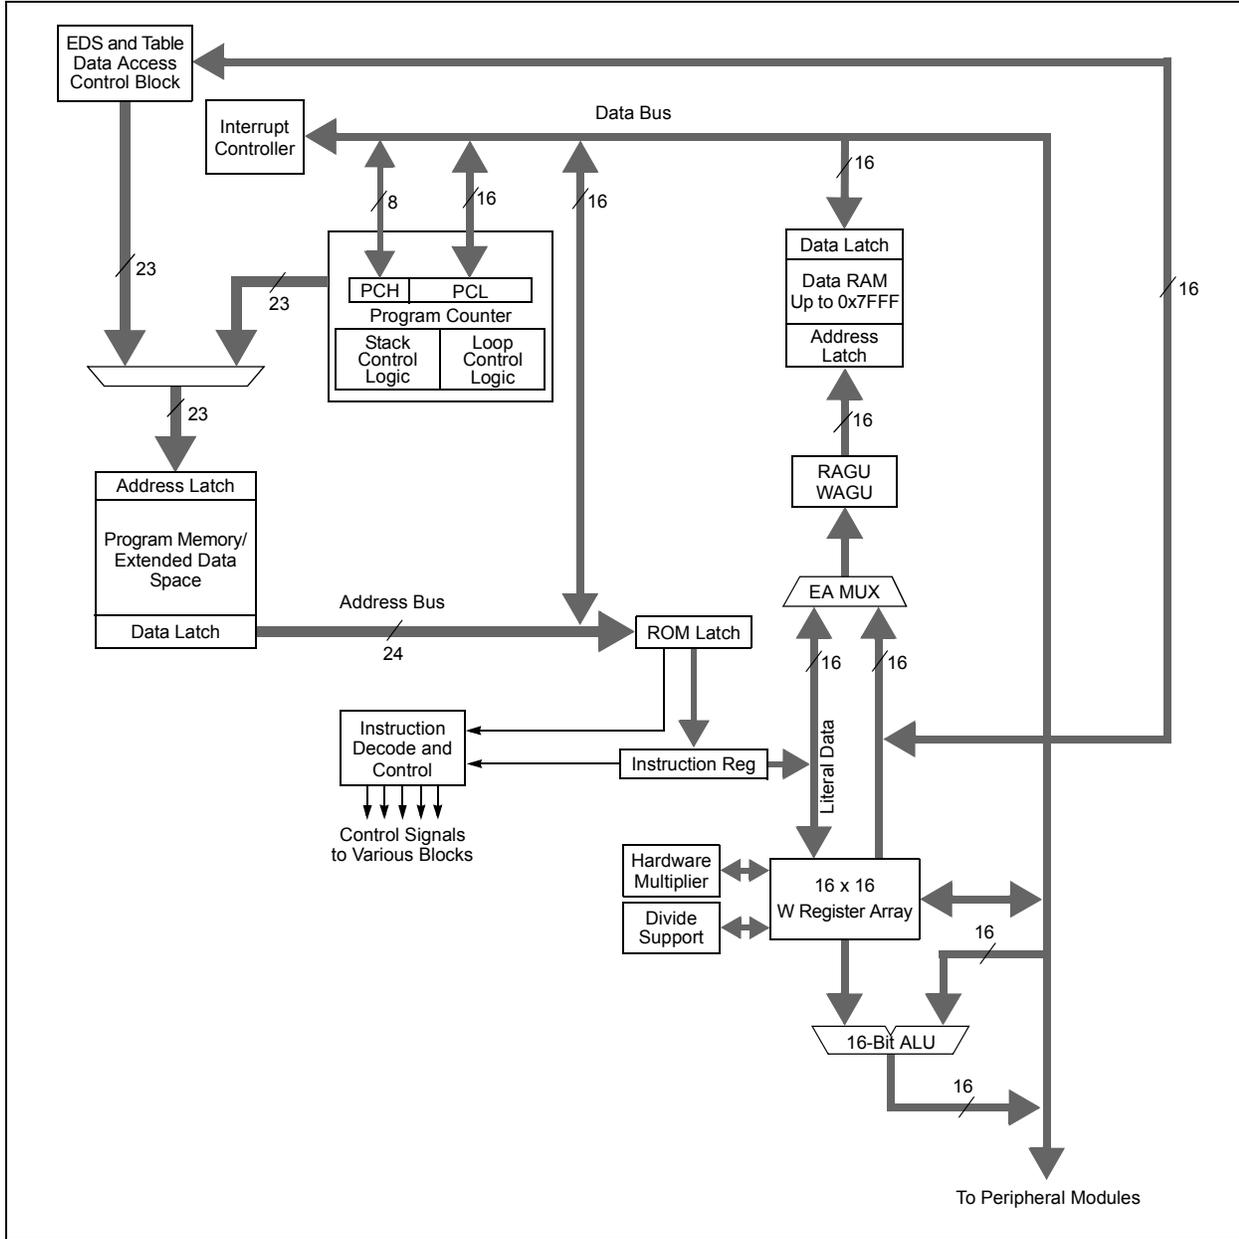 EDS and Table
Data Access
Control Block
Data Bus
Interrupt
Controller
16
8
16
16
23
Data Latch
23
16
PCH
PCL
Data RAM
Up to 0x7FFF
Program Counter
Stack
Control
Logic
Loop
Control
Logic
Address
Latch
23
16
Address Latch
RAGU
WAGU
Program Memory/
Extended Data
Space
EA MUX
Address Bus
Data Latch
ROM Latch
24
16
16
Instruction
Decode and
Control
Instruction Reg
Literal Data
Control Signals
to Various Blocks
Hardware
Multiplier
16 x 16
W Register Array
Divide
Support
16
16-Bit ALU
16
To Peripheral Modules